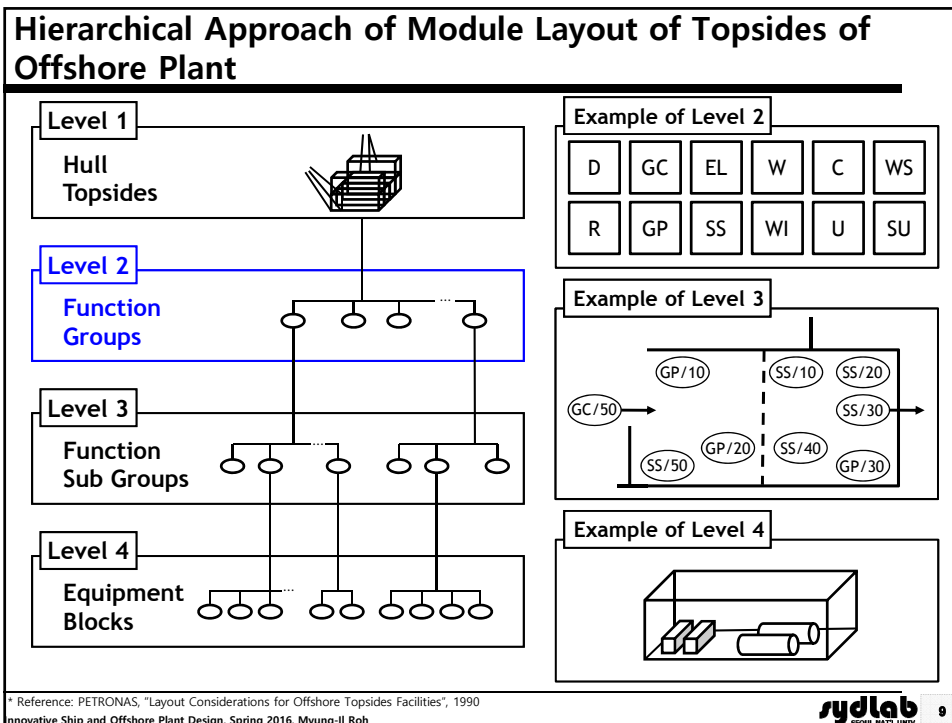 Hierarchical Approach of Module Layout of Topsides of
Offshore Plant
Level 1
Hull
Topsides
Level 2
Function
Groups
...
Level 3
Function
Sub Groups
...
Level 4
Equipment
Blocks
...
Example of Level 2
D GC EL W C WS
R GP SS WI U SU
Example of Level 3
GP/10 SS/10 SS/20
GC/50 SS/30
GP/20 SS/40
SS/50 GP/30
Example of Level 4
* Reference: PETRONAS, "Layout Considerations for Offshore Topsides Facilities", 1990
nnovative Ship and Offshore Plant Design, Spring 2016, Myung-Il Roh
sydlab
SEOUL NAT'L UNIV.
9